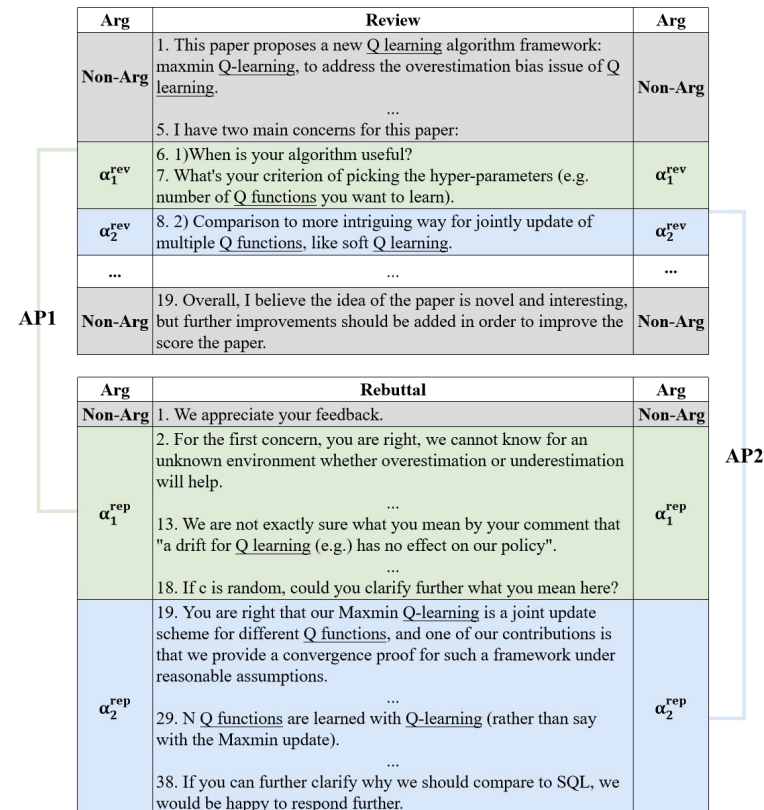 Arg Review Arg
Non-Arg 1. This paper proposes a new Q learning algorithm framework: Non-Arg
maxmin Q-learning, to address the overestimation bias issue of Q
learning.
...
5. I have two main concerns for this paper:
α₁ʳᵉᵛ 6. 1)When is your algorithm useful? α₁ʳᵉᵛ
7. What's your criterion of picking the hyper-parameters (e.g.
number of Q functions you want to learn).
α₂ʳᵉᵛ 8. 2) Comparison to more intriguing way for jointly update of α₂ʳᵉᵛ
multiple Q functions, like soft Q learning.
... ... ...
Non-Arg 19. Overall, I believe the idea of the paper is novel and interesting, Non-Arg
but further improvements should be added in order to improve the
score the paper.
AP1
Arg Rebuttal Arg
Non-Arg 1. We appreciate your feedback. Non-Arg
α₁ʳᵉᵖ 2. For the first concern, you are right, we cannot know for an α₁ʳᵉᵖ
unknown environment whether overestimation or underestimation
will help.
...
13. We are not exactly sure what you mean by your comment that
"a drift for Q learning (e.g.) has no effect on our policy".
...
18. If c is random, could you clarify further what you mean here?
AP2
α₂ʳᵉᵖ 19. You are right that our Maxmin Q-learning is a joint update α₂ʳᵉᵖ
scheme for different Q functions, and one of our contributions is
that we provide a convergence proof for such a framework under
reasonable assumptions.
...
29. N Q functions are learned with Q-learning (rather than say
with the Maxmin update).
...
38. If you can further clarify why we should compare to SQL, we
would be happy to respond further.